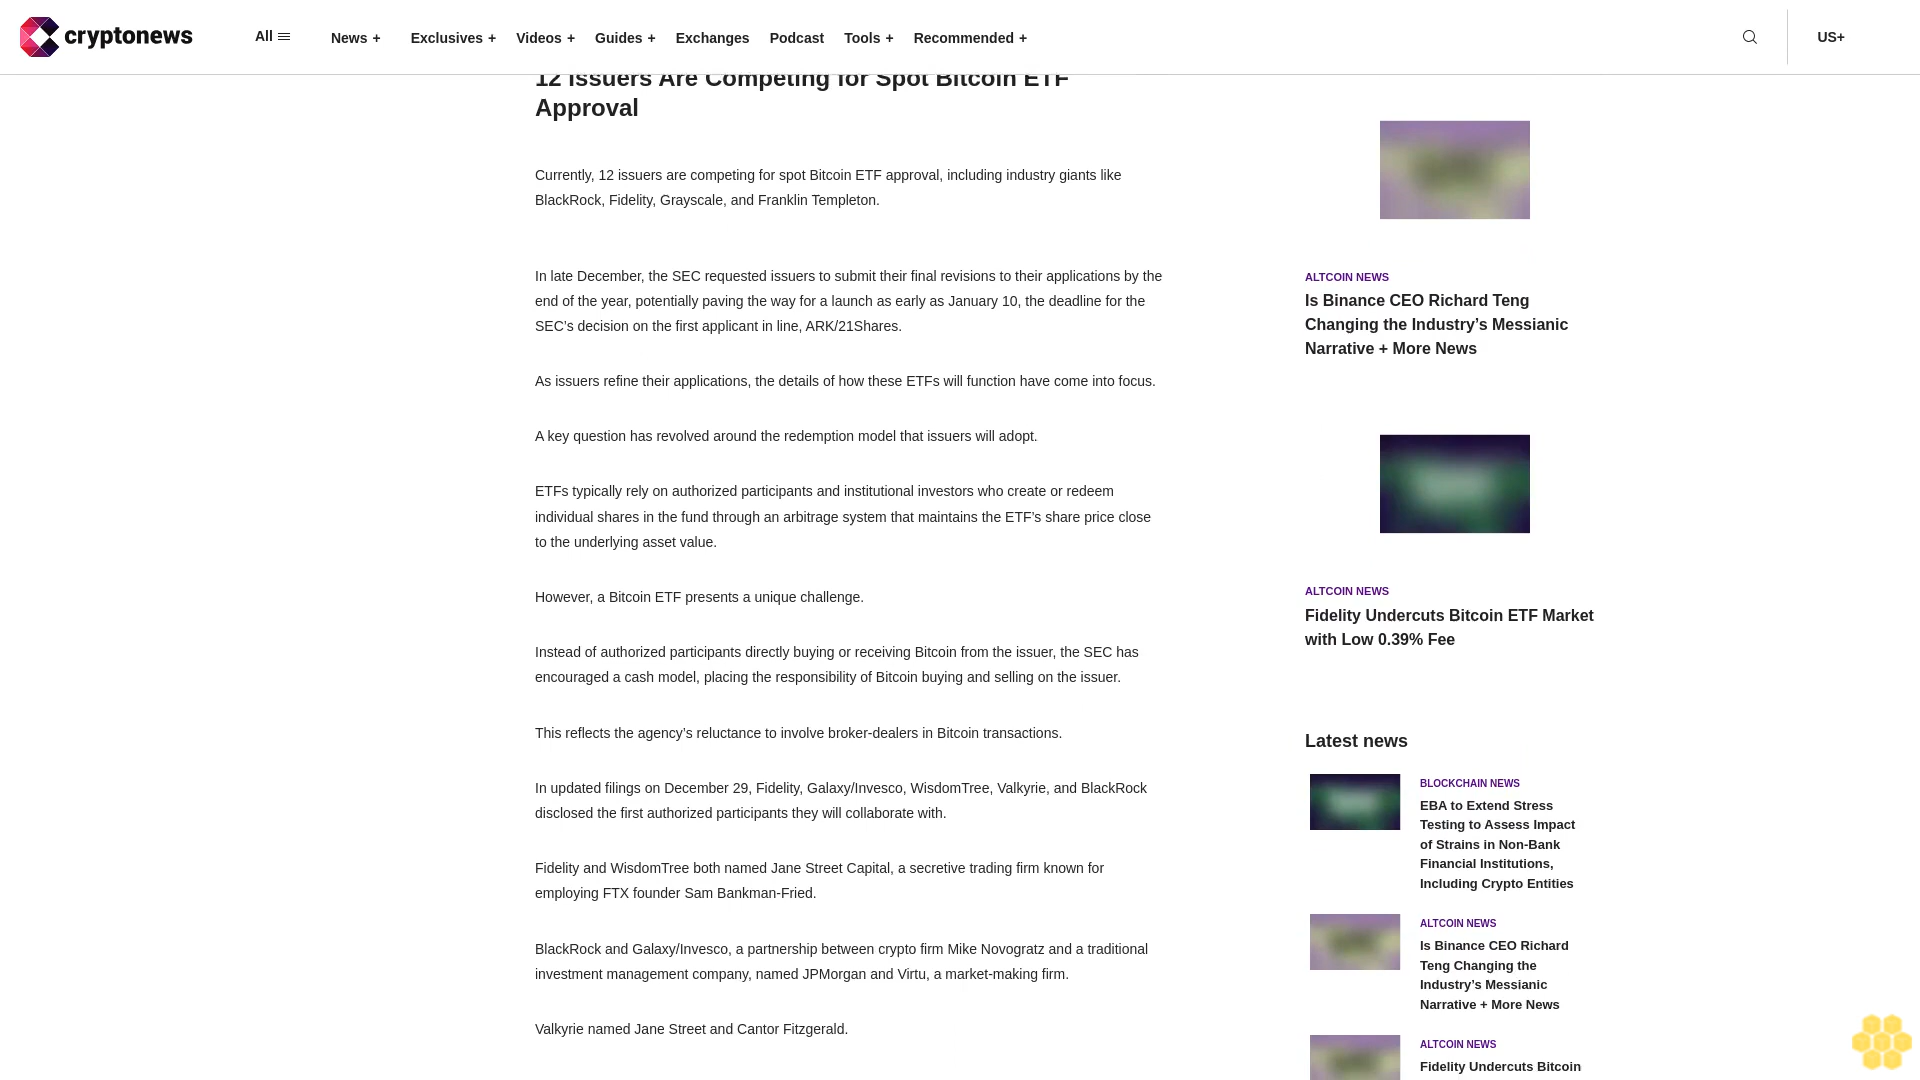 cryptonews
All
News +
Exclusives +
Videos +
Guides +
Exchanges
Podcast
Tools +
Recommended +
US+
12 Issuers Are Competing for Spot Bitcoin ETF
Approval
Currently, 12 issuers are competing for spot Bitcoin ETF approval, including industry giants like
BlackRock, Fidelity, Grayscale, and Franklin Templeton.
In late December, the SEC requested issuers to submit their final revisions to their applications by the
end of the year, potentially paving the way for a launch as early as January 10, the deadline for the
SEC’s decision on the first applicant in line, ARK/21Shares.
As issuers refine their applications, the details of how these ETFs will function have come into focus.
A key question has revolved around the redemption model that issuers will adopt.
ETFs typically rely on authorized participants and institutional investors who create or redeem
individual shares in the fund through an arbitrage system that maintains the ETF’s share price close
to the underlying asset value.
However, a Bitcoin ETF presents a unique challenge.
Instead of authorized participants directly buying or receiving Bitcoin from the issuer, the SEC has
encouraged a cash model, placing the responsibility of Bitcoin buying and selling on the issuer.
This reflects the agency’s reluctance to involve broker-dealers in Bitcoin transactions.
In updated filings on December 29, Fidelity, Galaxy/Invesco, WisdomTree, Valkyrie, and BlackRock
disclosed the first authorized participants they will collaborate with.
Fidelity and WisdomTree both named Jane Street Capital, a secretive trading firm known for
employing FTX founder Sam Bankman-Fried.
BlackRock and Galaxy/Invesco, a partnership between crypto firm Mike Novogratz and a traditional
investment management company, named JPMorgan and Virtu, a market-making firm.
Valkyrie named Jane Street and Cantor Fitzgerald.
ALTCOIN NEWS
Is Binance CEO Richard Teng
Changing the Industry’s Messianic
Narrative + More News
ALTCOIN NEWS
Fidelity Undercuts Bitcoin ETF Market
with Low 0.39% Fee
Latest news
BLOCKCHAIN NEWS
EBA to Extend Stress
Testing to Assess Impact
of Strains in Non-Bank
Financial Institutions,
Including Crypto Entities
ALTCOIN NEWS
Is Binance CEO Richard
Teng Changing the
Industry’s Messianic
Narrative + More News
ALTCOIN NEWS
Fidelity Undercuts Bitcoin